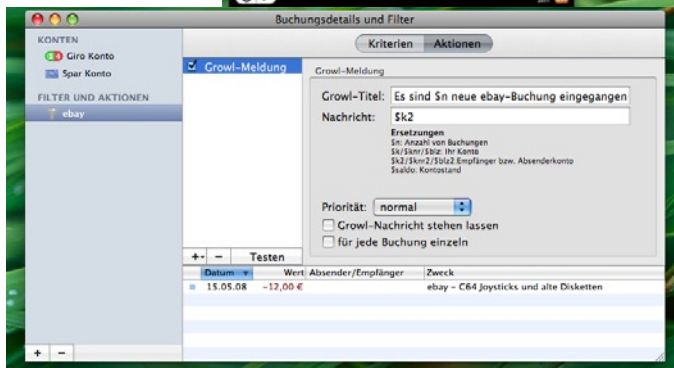 Buchungsdetails und Filter
KONTEN
Giro Konto
Spar Konto
FILTER UND AKTIONEN
ebay
Kriterien Aktionen
Growl-Meldung
Growl-Meldung
Growl-Titel: Es sind $n neue ebay-Buchung eingegangen
Nachricht: $k2
Ersetzungen
$n: Anzahl von Buchungen
$k/$knr/$blz: Ihr Konto
$k2/$knr2/$blz2 Empfänger bzw. Absenderkonto
$saldo: Kontostand
Priorität: normal
Growl-Nachricht stehen lassen
für jede Buchung einzeln
+ − Testen
Datum Wert Absender/Empfänger Zweck
15.05.08 −12,00 € ebay – C64 Joysticks und alte Disketten
+ −